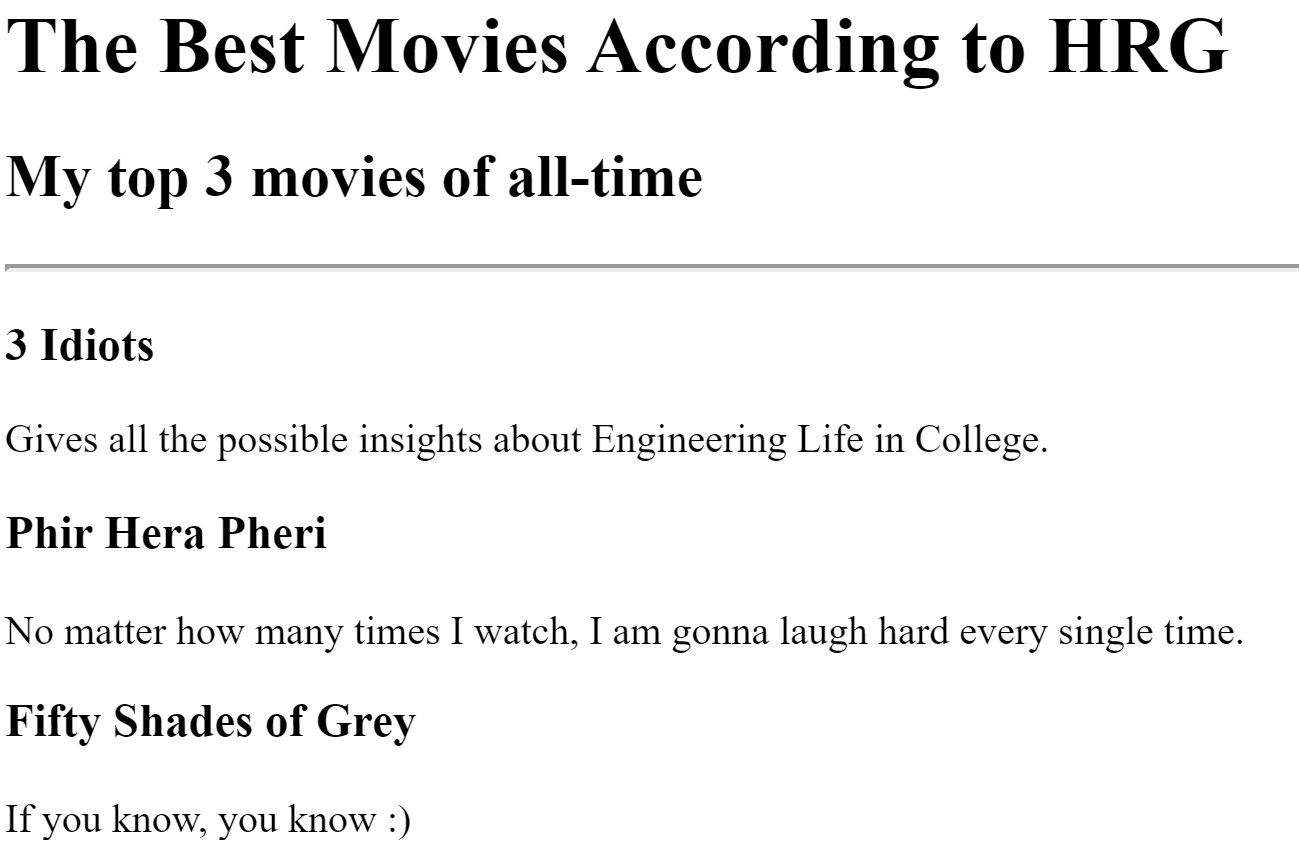 The Best Movies According to HRG
My top 3 movies of all-time
3 Idiots
Gives all the possible insights about Engineering Life in College.
Phir Hera Pheri
No matter how many times I watch, I am gonna laugh hard every single time.
Fifty Shades of Grey
If you know, you know :)